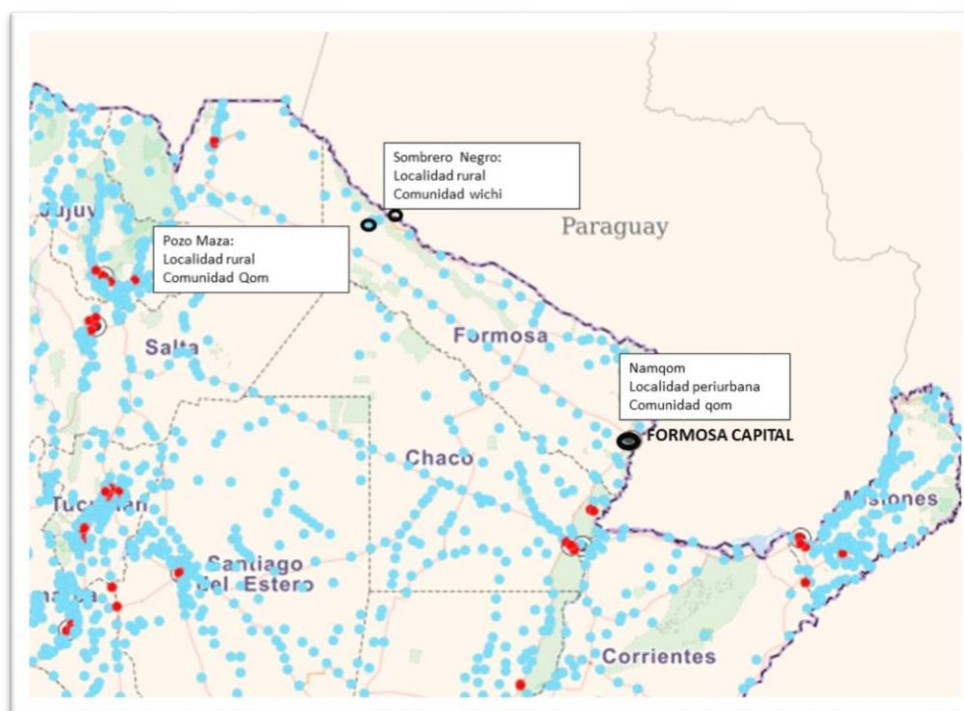 Sombrero Negro:
Localidad rural
Comunidad wichi
Paraguay
Jujuy
Pozo Maza:
Localidad rural
Comunidad Qom
Salta
Formosa
Namqom
Localidad periurbana
Comunidad qom
FORMOSA CAPITAL
Chaco
Misiones
Tucumán
Santiago
del Estero
Corrientes